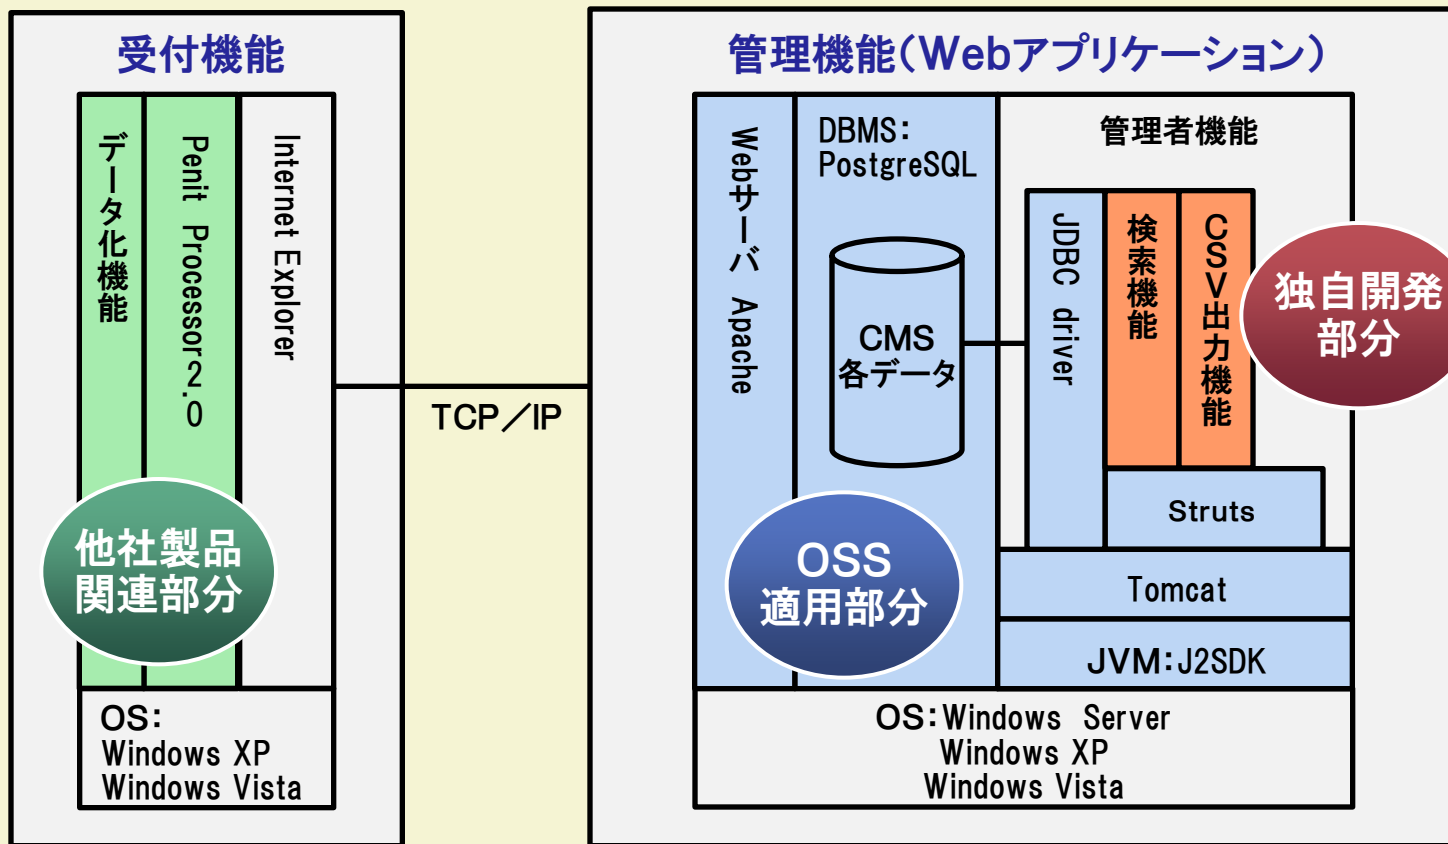 受付機能
データ化機能
Penit Processor2.0
Internet Explorer
他社製品
関連部分
OS:
Windows XP
Windows Vista
TCP/IP
管理機能(Webアプリケーション)
Webサーバ Apache
DBMS:
PostgreSQL
CMS
各データ
OSS
適用部分
管理者機能
JDBC driver
検索機能
CSV出力機能
独自開発
部分
Struts
Tomcat
JVM:J2SDK
OS:Windows Server
Windows XP
Windows Vista